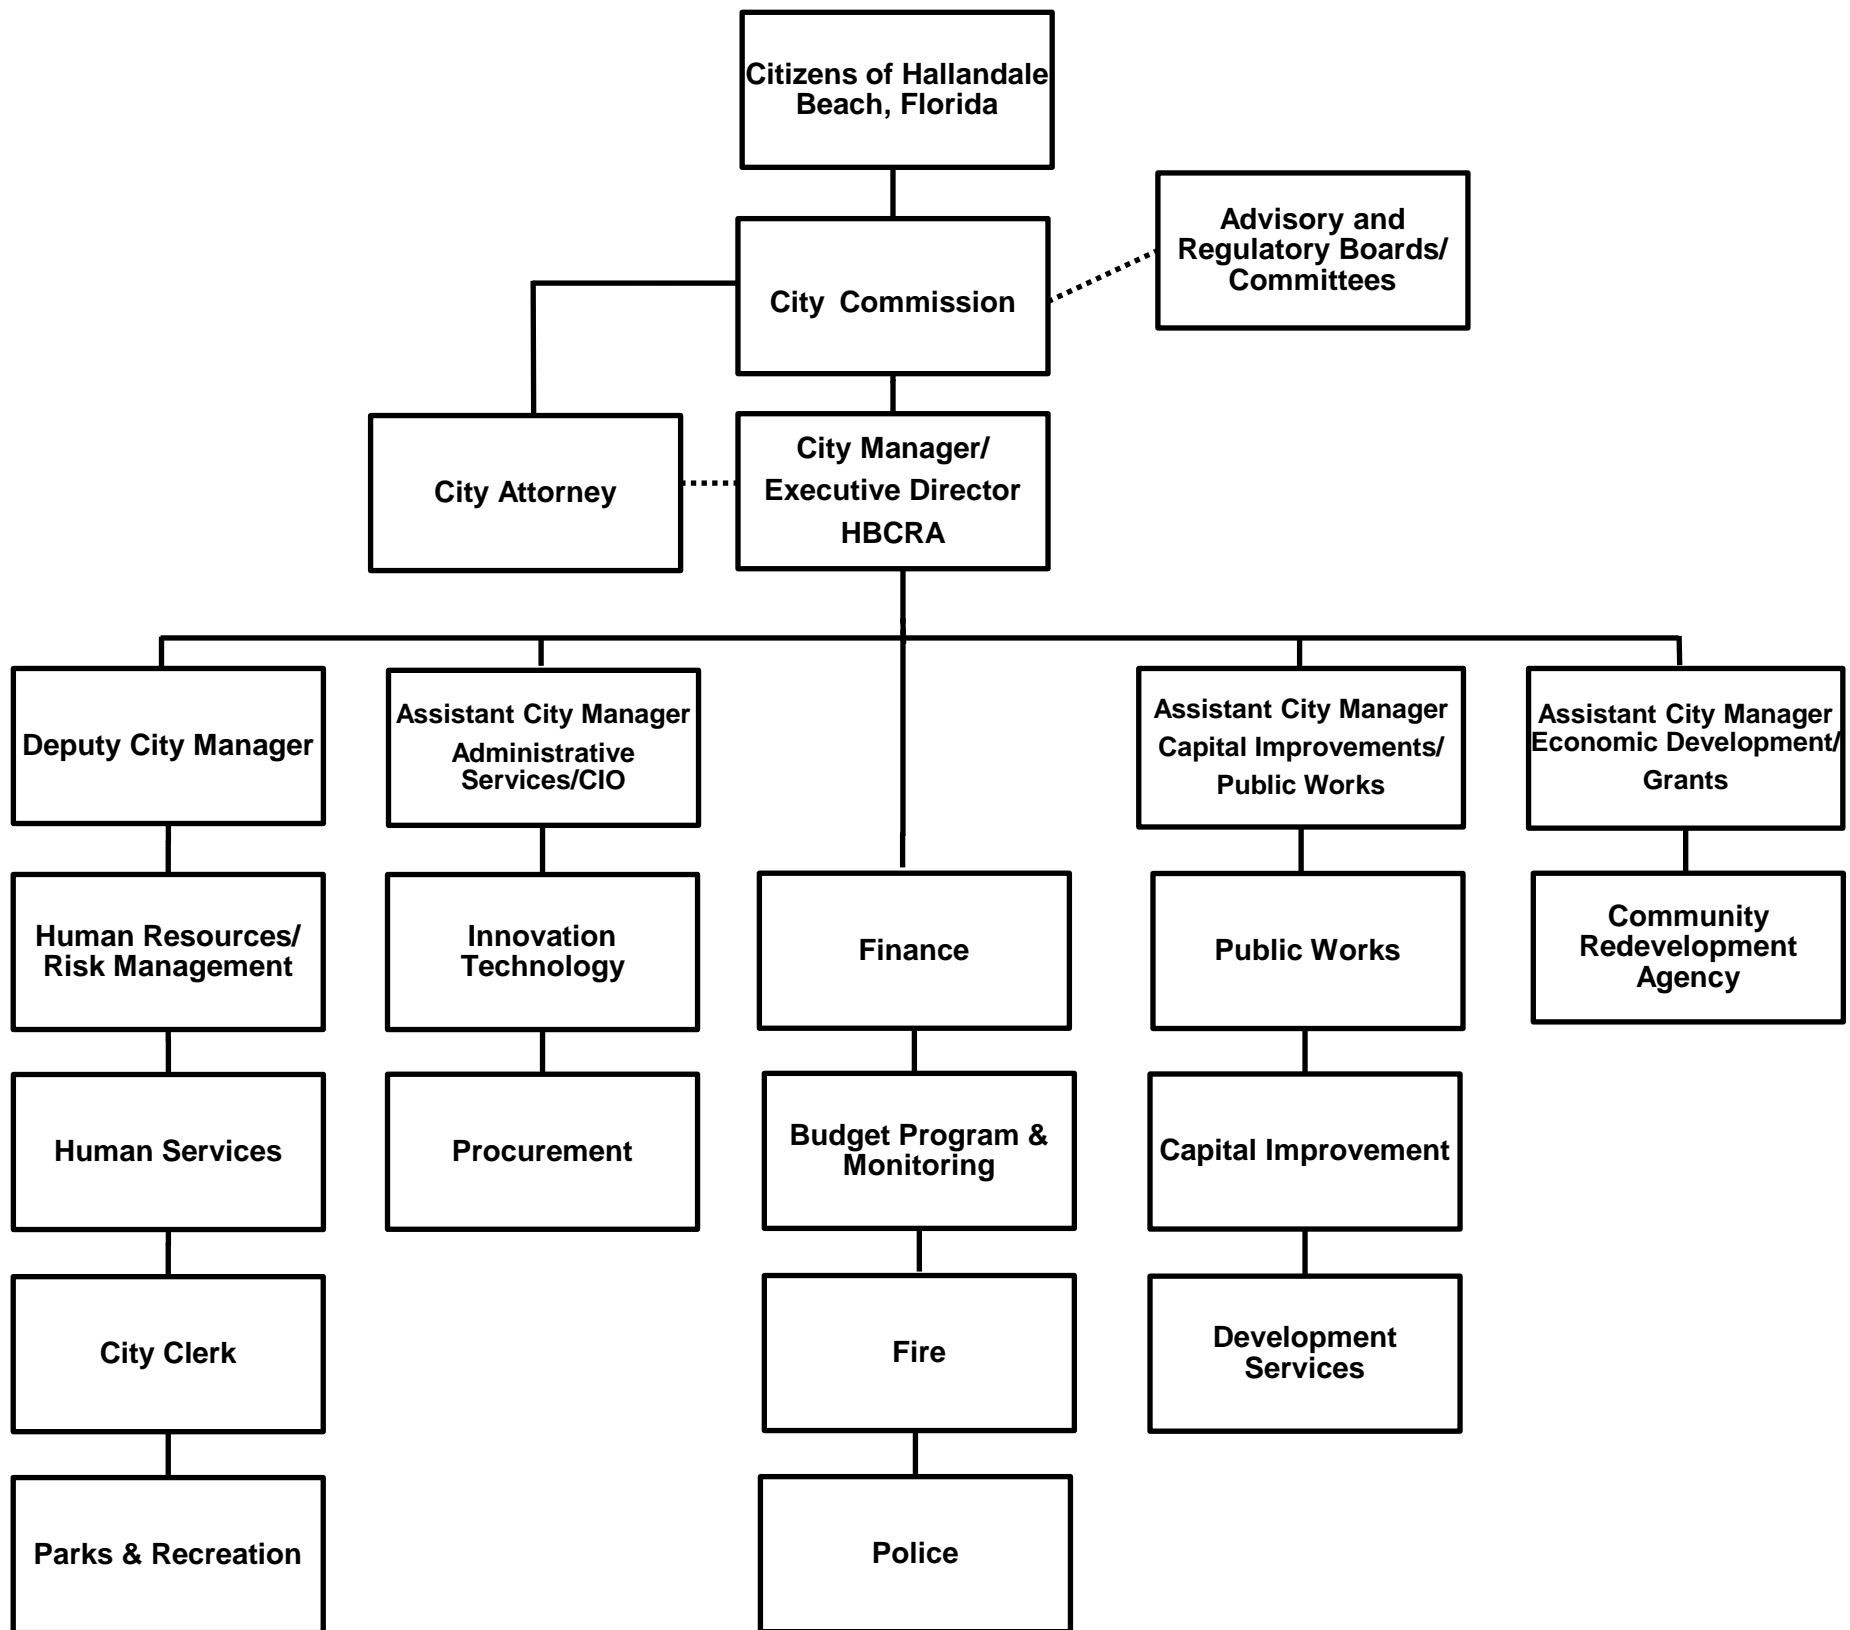 Citizens of Hallandale
Beach, Florida
Advisory and
Regulatory Boards/
Committees
City Commission
City Attorney
City Manager/
Executive Director
HBCRA
Deputy City Manager
Assistant City Manager
Administrative
Services/CIO
Assistant City Manager
Capital Improvements/
Public Works
Assistant City Manager
Economic Development/
Grants
Human Resources/
Risk Management
Innovation
Technology
Finance
Public Works
Community
Redevelopment
Agency
Human Services
Procurement
Budget Program &
Monitoring
Capital Improvement
City Clerk
Fire
Development
Services
Parks & Recreation
Police